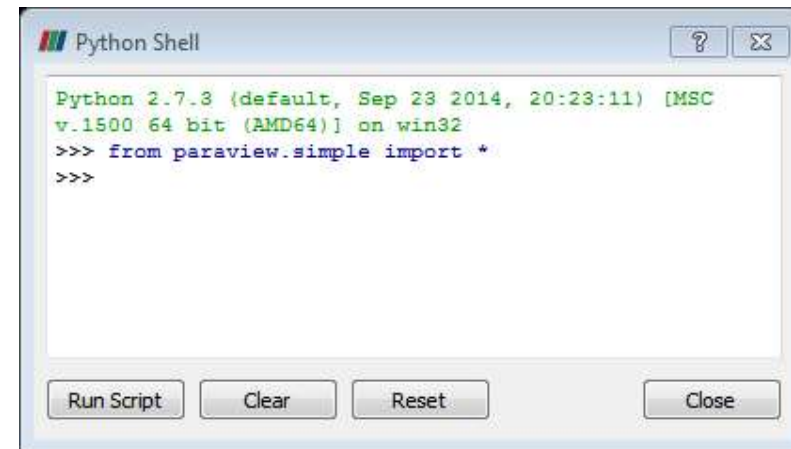 Python Shell
?
Python 2.7.3 (default, Sep 23 2014, 20:23:11) [MSC
v.1500 64 bit (AMD64)] on win32
>>> from paraview.simple import *
>>>
Run Script Clear Reset Close